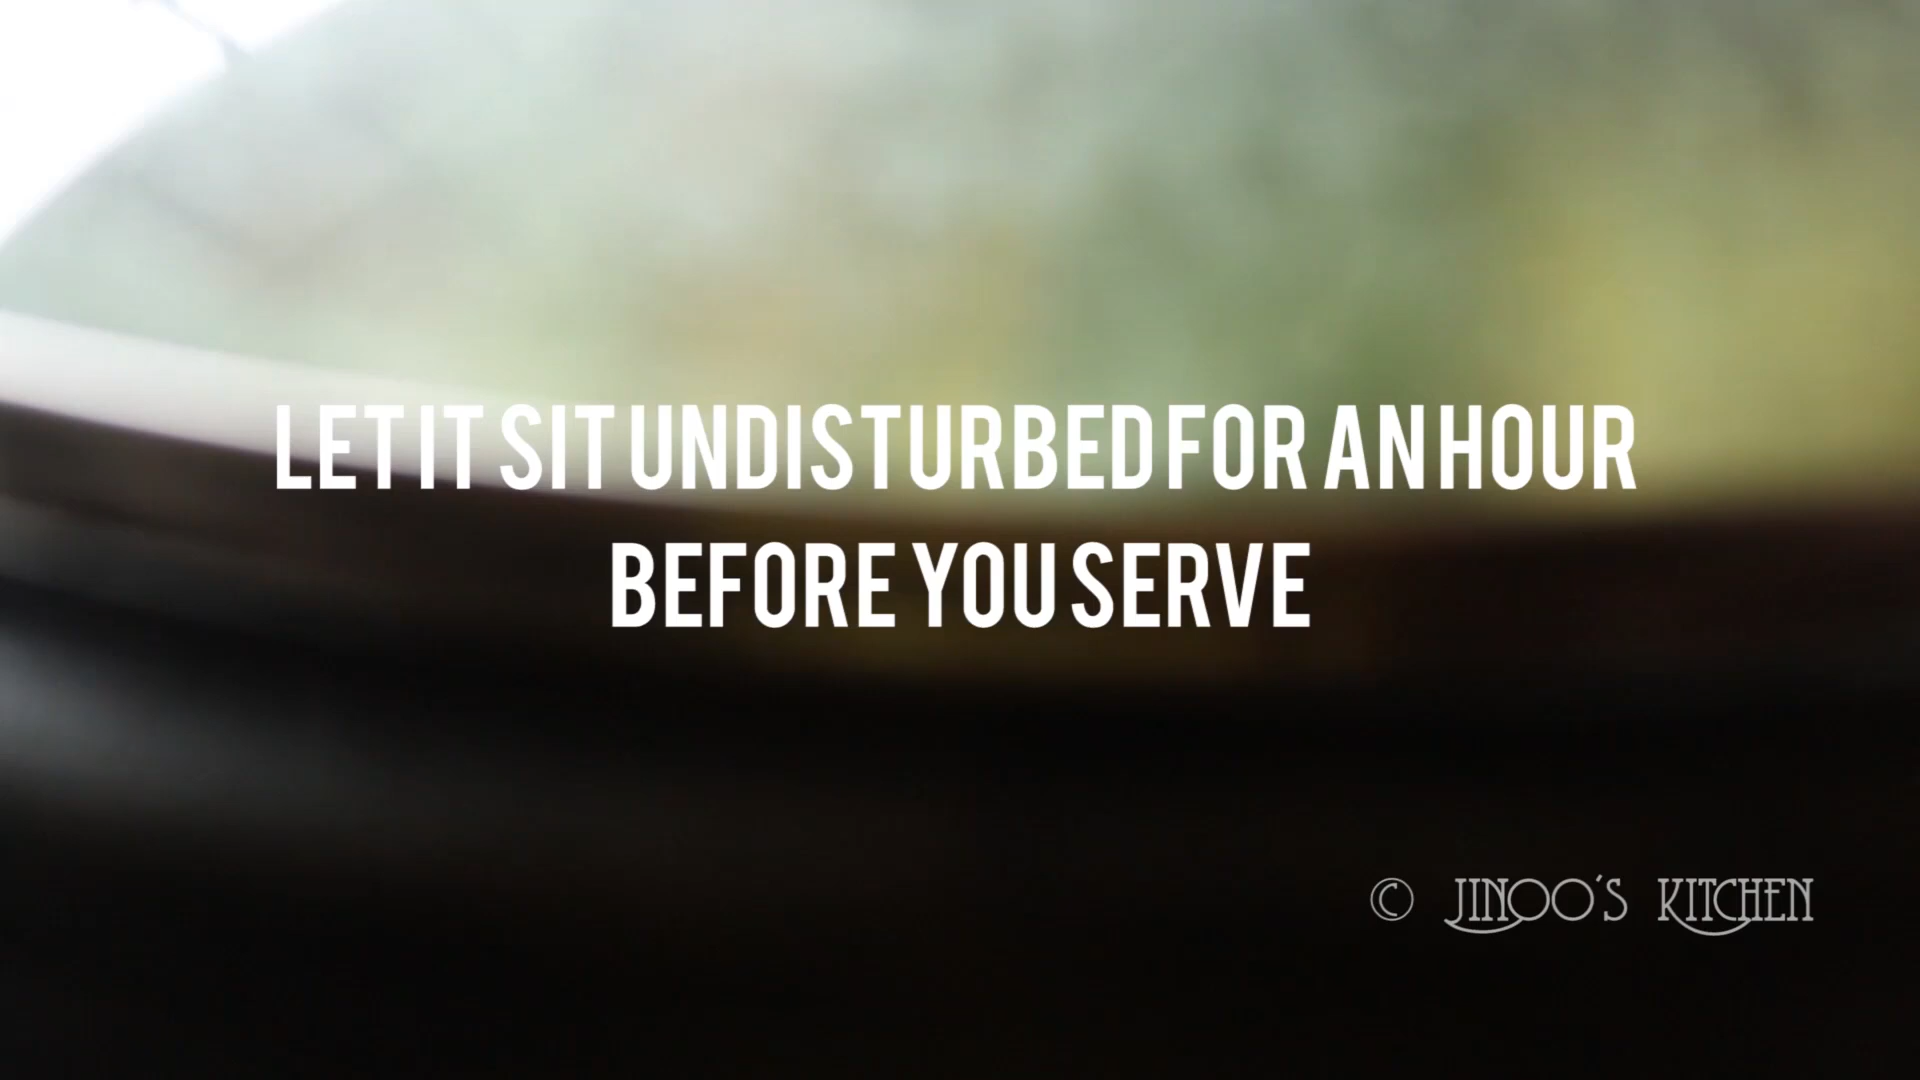 LET IT SIT UNDISTURBED FOR AN HOUR
BEFORE YOU SERVE
© JINOO'S KITCHEN